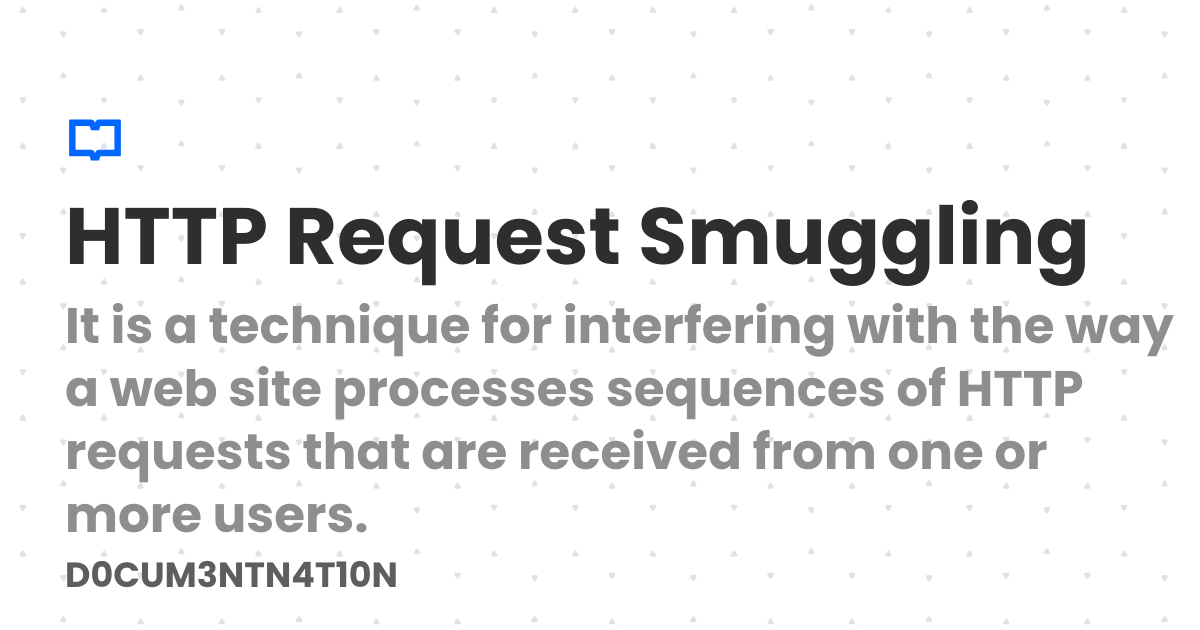 HTTP Request Smuggling
It is a technique for interfering with the way
a web site processes sequences of HTTP
requests that are received from one or
more users.
D0CUM3NTN4T10N